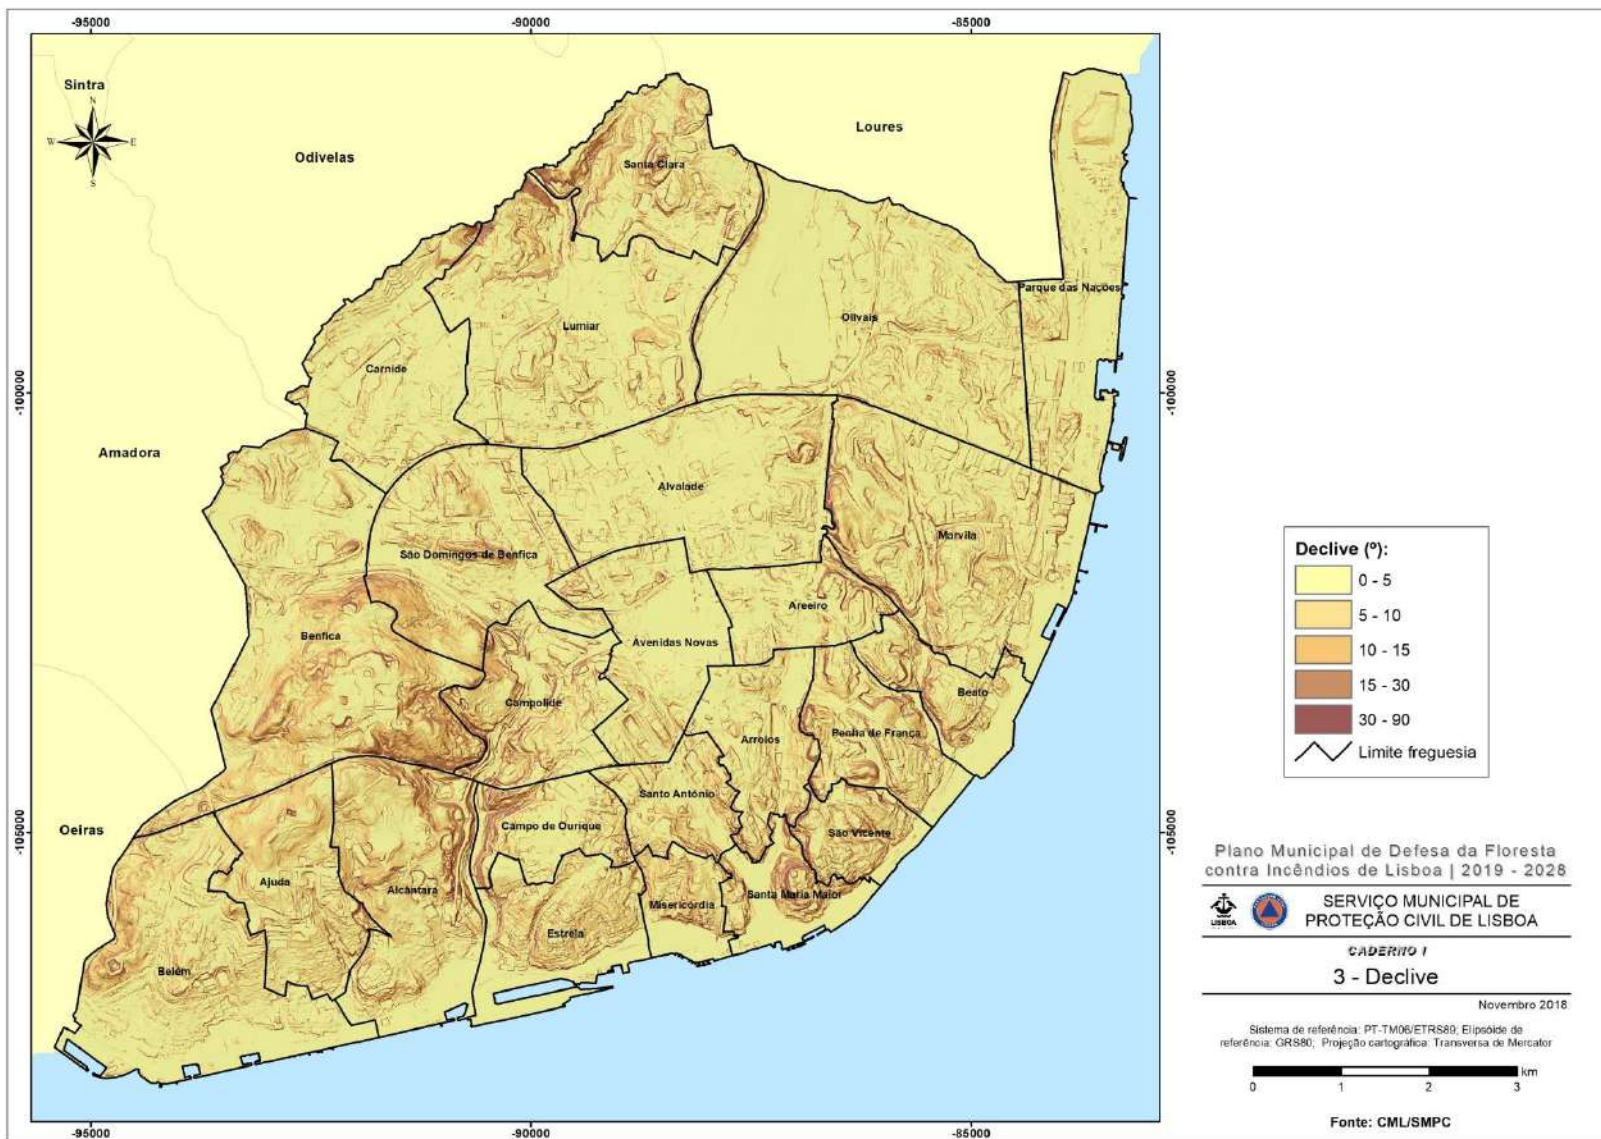 -95000
-90000
-85000
Sintra
N
W
E
S
Odivelas
Loures
Santa Clara
Parque das Nações
Olivais
Lumiar
Carnide
-100000
-100000
Amadora
Alvalade
Marvila
São Domingos de Benfica
Areeiro
Benfica
Avenidas Novas
Beato
Campolide
Penha de França
Arroios
Santo António
Campo de Ourique
São Vicente
Oeiras
-105000
-105000
Ajuda
Alcântara
Santa Maria Maior
Misericórdia
Estrela
Belém
-95000
-90000
-85000
Declive (º):
0 - 5
5 - 10
10 - 15
15 - 30
30 - 90
Limite freguesia
Plano Municipal de Defesa da Floresta
contra Incêndios de Lisboa | 2019 - 2028
LISBOA
SERVIÇO MUNICIPAL DE
PROTEÇÃO CIVIL DE LISBOA
CADERNO I
3 - Declive
Novembro 2018
Sistema de referência: PT-TM06/ETRS89; Elipsóide de
referência: GRS80; Projeção cartográfica: Transversa de Mercator
km
0 1 2 3
Fonte: CML/SMPC